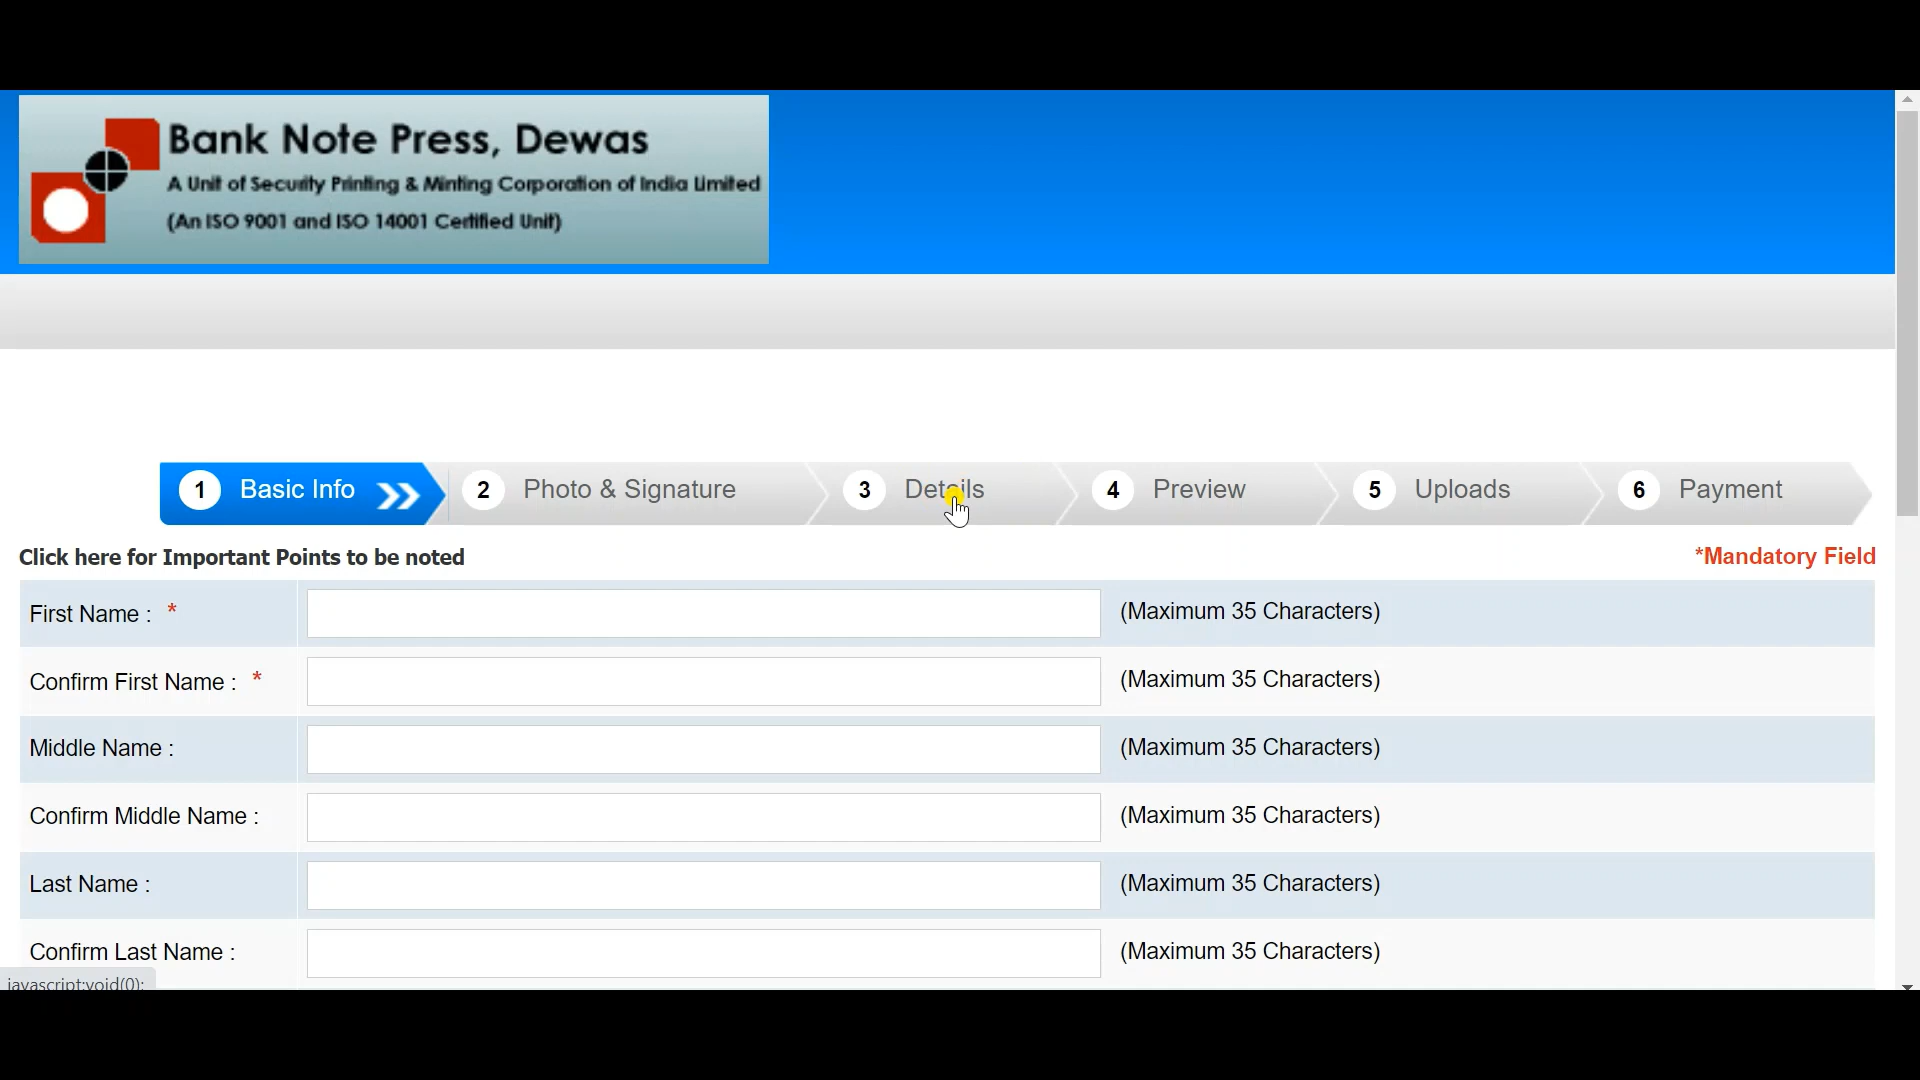 Bank Note Press, Dewas
A Unit of Security Printing & Minting Corporation of India Limited
(An ISO 9001 and ISO 14001 Certified Unit)
1 Basic Info 2 Photo & Signature 3 Details 4 Preview 5 Uploads 6 Payment
Click here for Important Points to be noted *Mandatory Field
First Name : * (Maximum 35 Characters)
Confirm First Name : * (Maximum 35 Characters)
Middle Name : (Maximum 35 Characters)
Confirm Middle Name : (Maximum 35 Characters)
Last Name : (Maximum 35 Characters)
Confirm Last Name : (Maximum 35 Characters)
javascript:void(0);